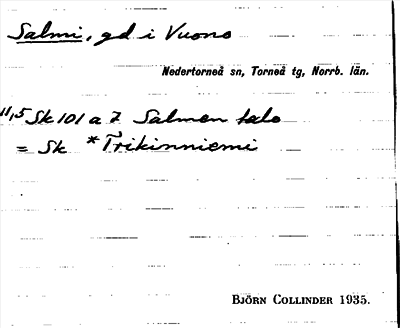 Salmi, gd i Vuono
Nedertorneå sn, Torneå tg, Norrb. län.
11,5 Sk 101 a 7 Salmen talo
= Sk *Trikinniemi
BJÖRN COLLINDER 1935.